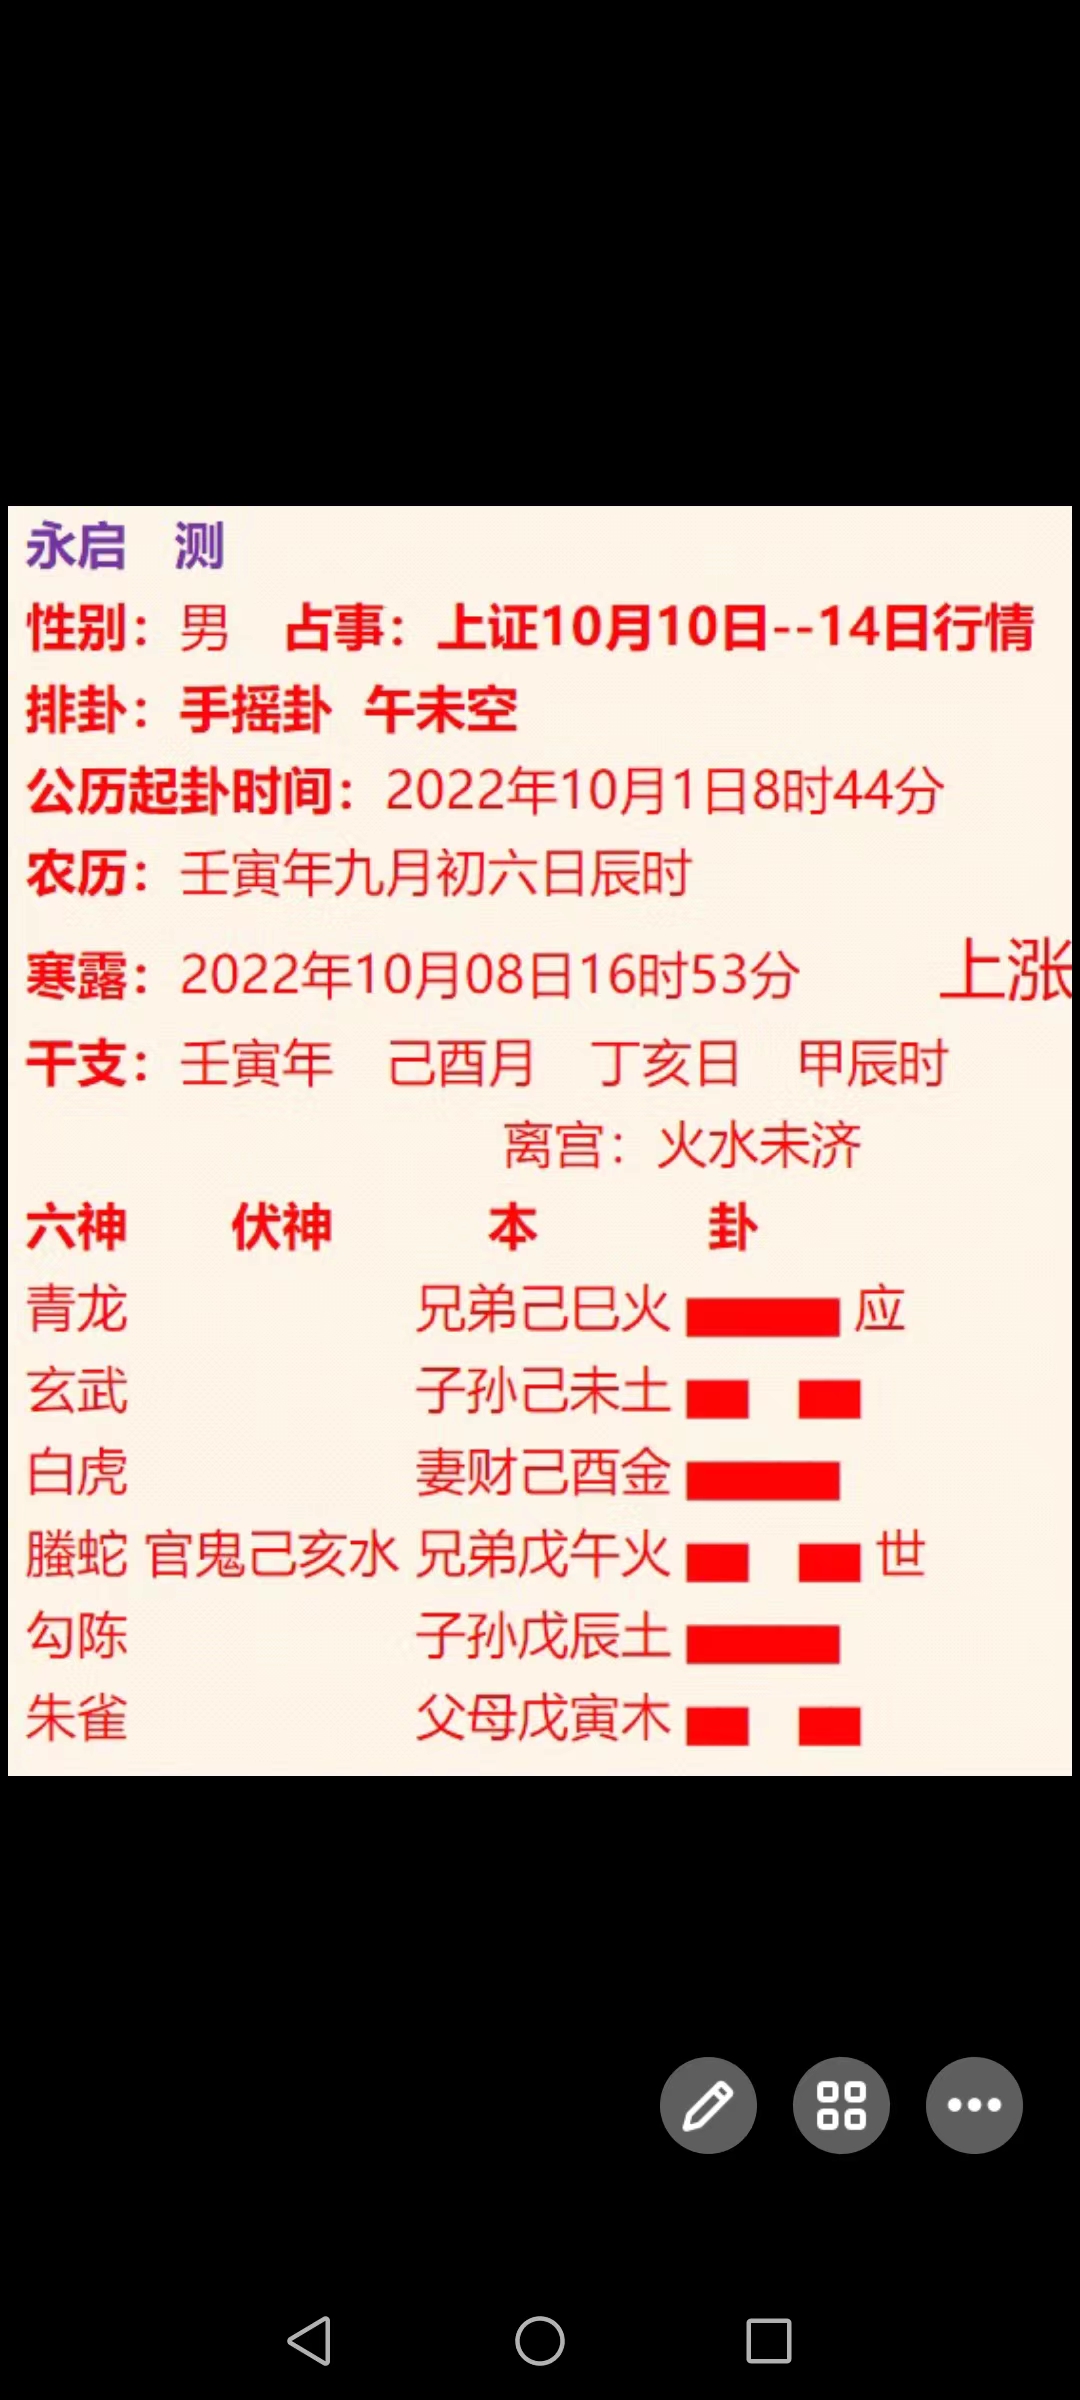 永启 测
性别：男 占事：上证10月10日--14日行情
排卦：手摇卦 午未空
公历起卦时间：2022年10月1日8时44分
农历：壬寅年九月初六日辰时
寒露：2022年10月08日16时53分 上涨
干支：壬寅年 己酉月 丁亥日 甲辰时
离宫：火水未济
六神 伏神 本 卦
青龙 兄弟己巳火 应
玄武 子孙己未土
白虎 妻财己酉金
螣蛇 官鬼己亥水 兄弟戊午火 世
勾陈 子孙戊辰土
朱雀 父母戊寅木